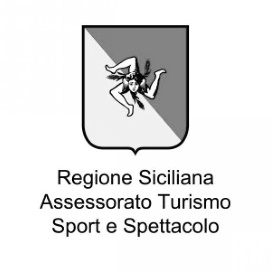 Regione Siciliana
Assessorato Turismo
Sport e Spettacolo